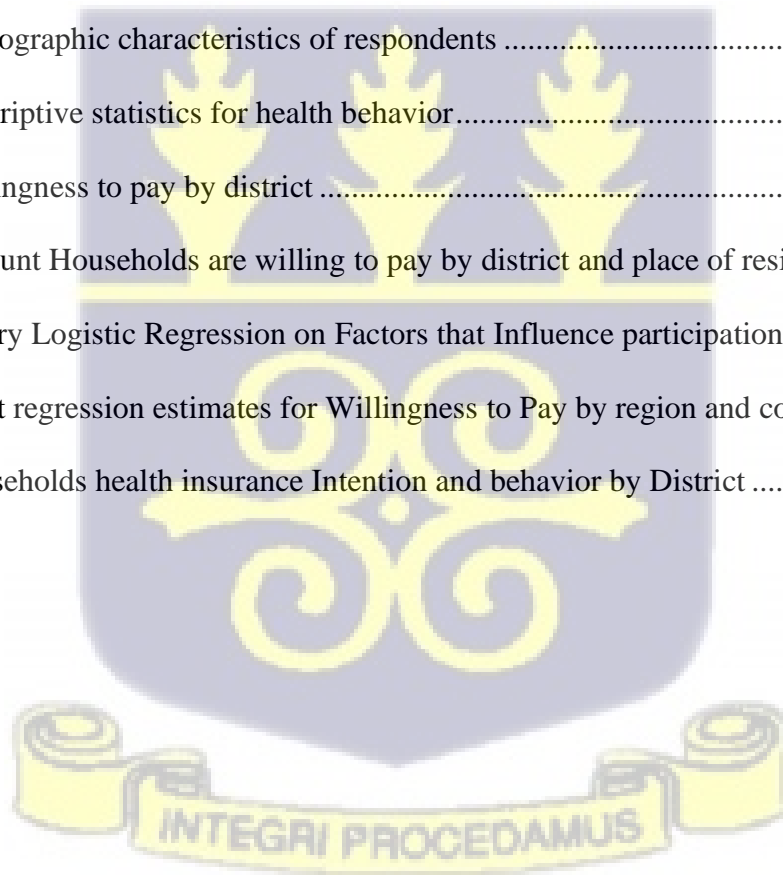 ographic characteristics of respondents ...................................
riptive statistics for health behavior.......................................
ingness to pay by district .......................................................
unt Households are willing to pay by district and place of resi
ry Logistic Regression on Factors that Influence participation
t regression estimates for Willingness to Pay by region and co
seholds health insurance Intention and behavior by District ....
INTEGRI PROCEDAMUS